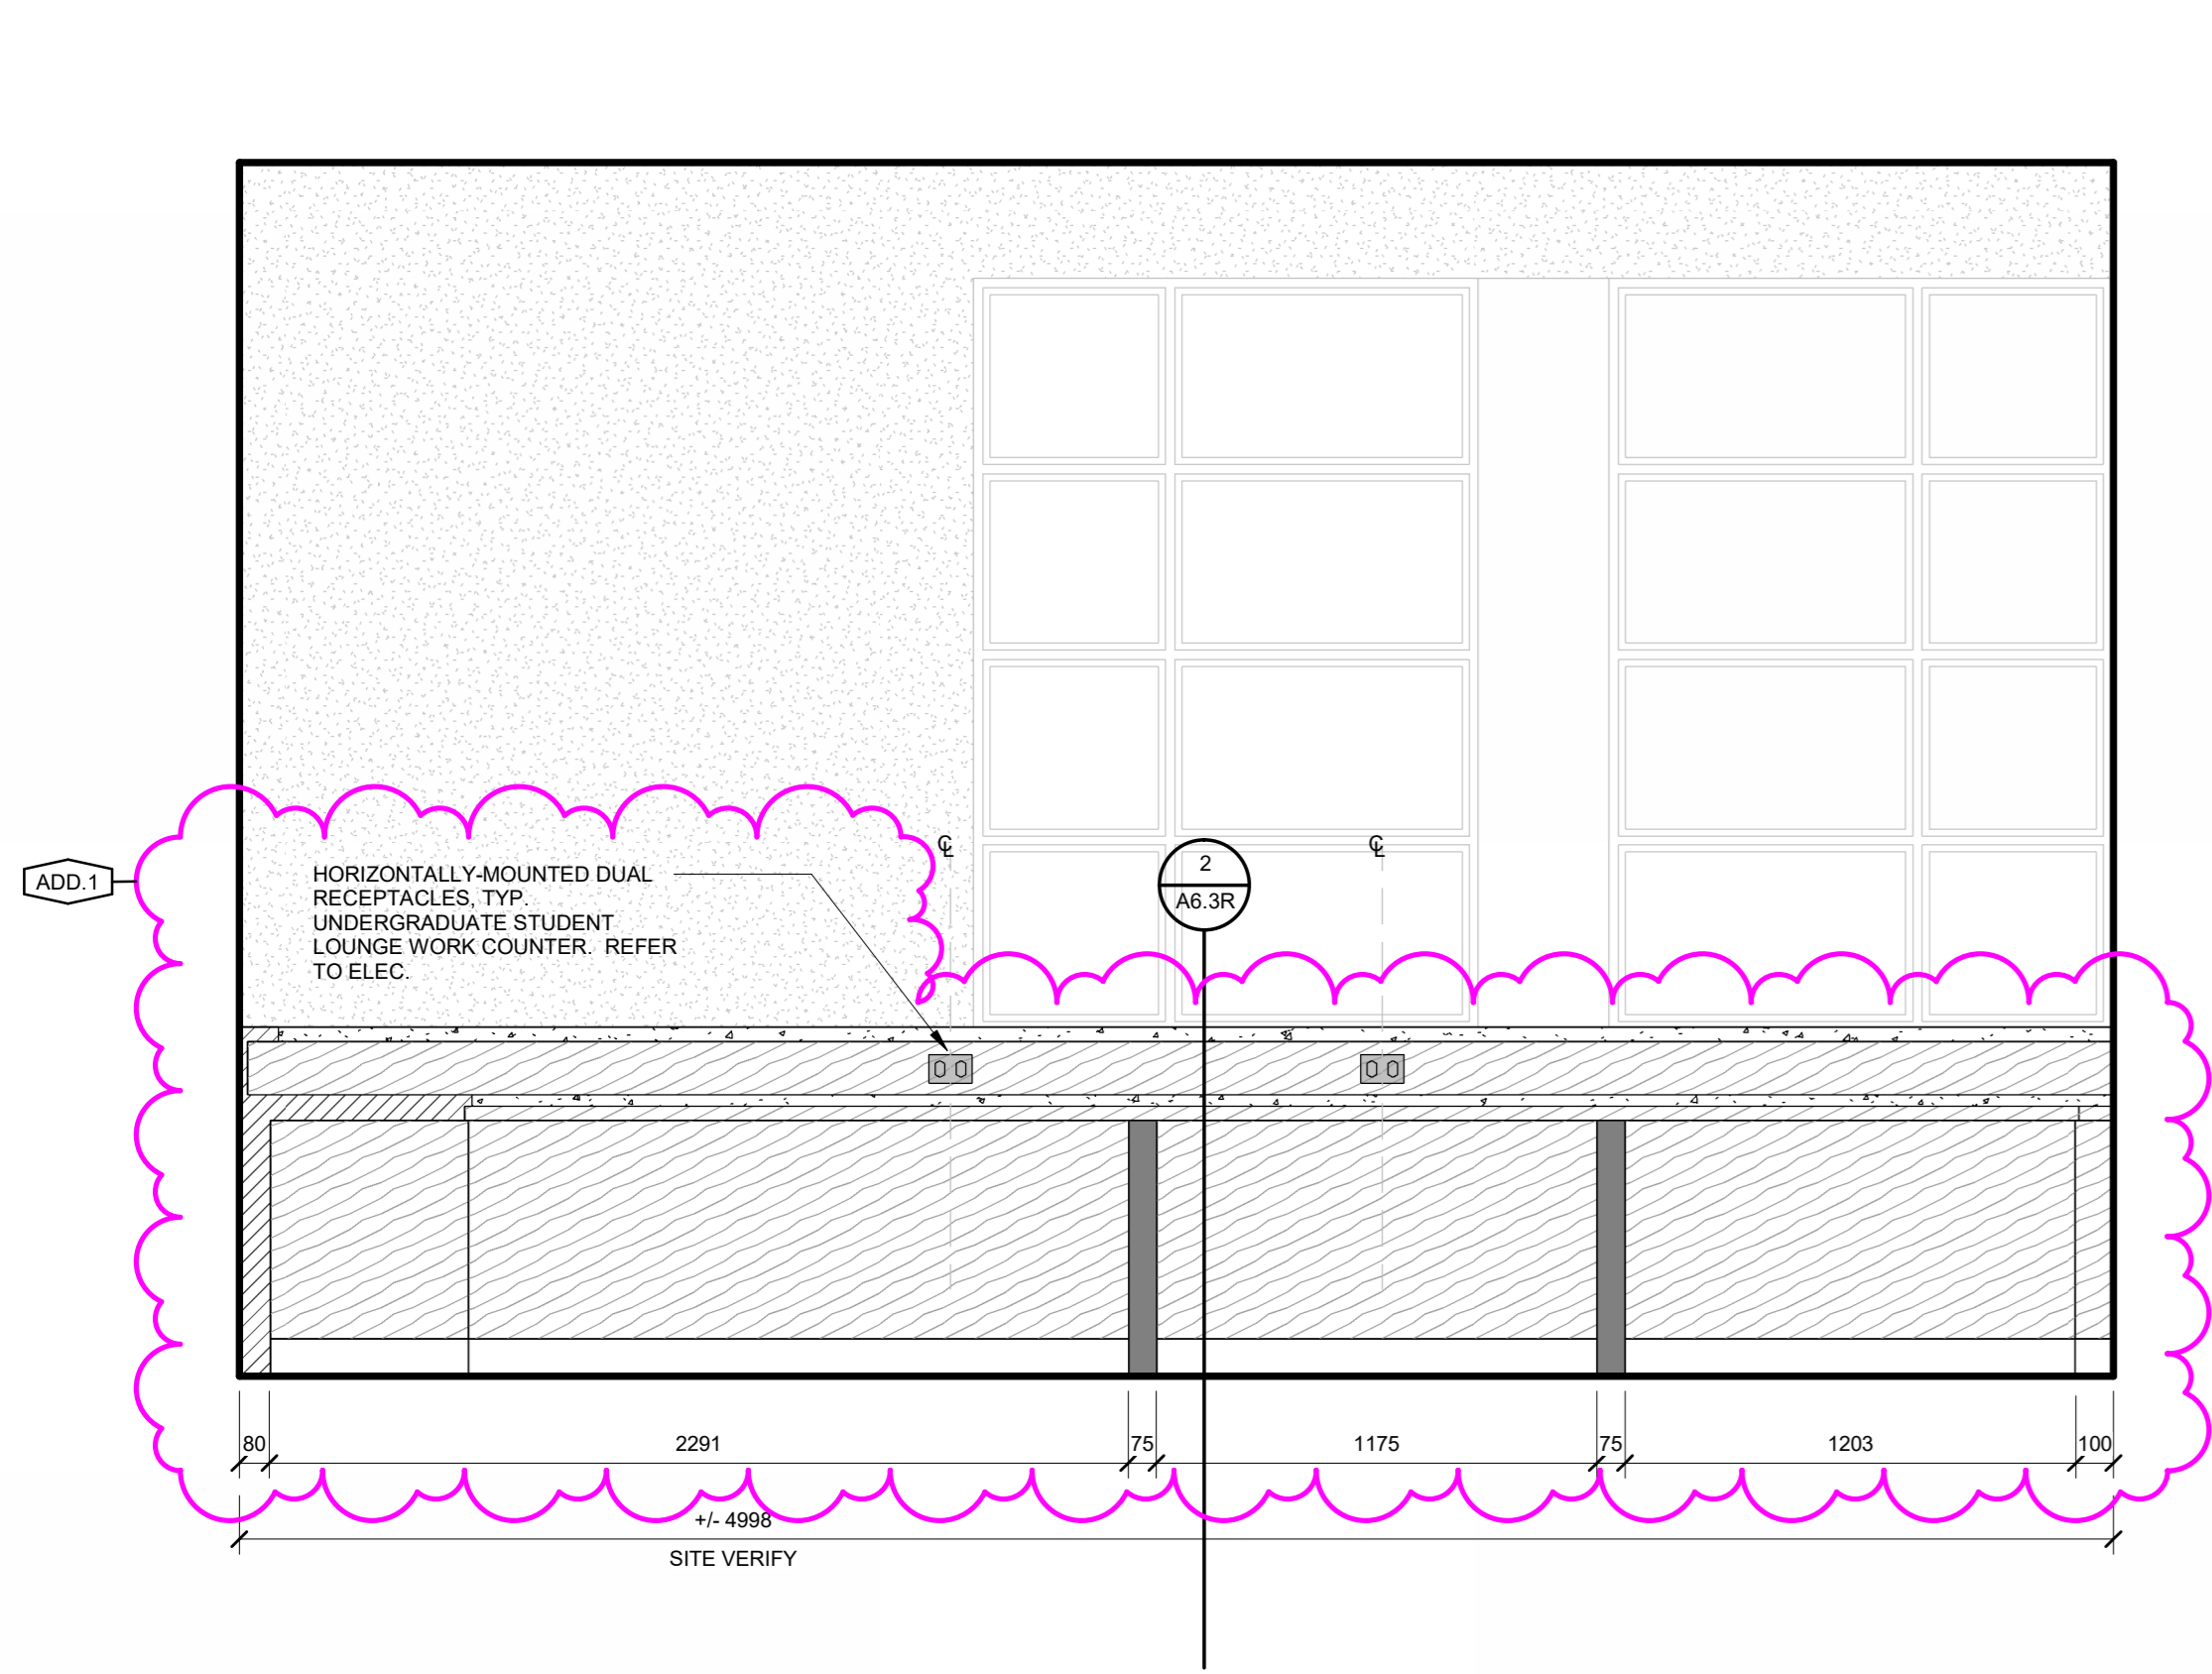 ℄
℄
2
A6.3R
ADD.1
HORIZONTALLY-MOUNTED DUAL
RECEPTACLES, TYP.
UNDERGRADUATE STUDENT
LOUNGE WORK COUNTER.  REFER
TO ELEC.
80
2291
75
1175
75
1203
100
+/- 4998
SITE VERIFY